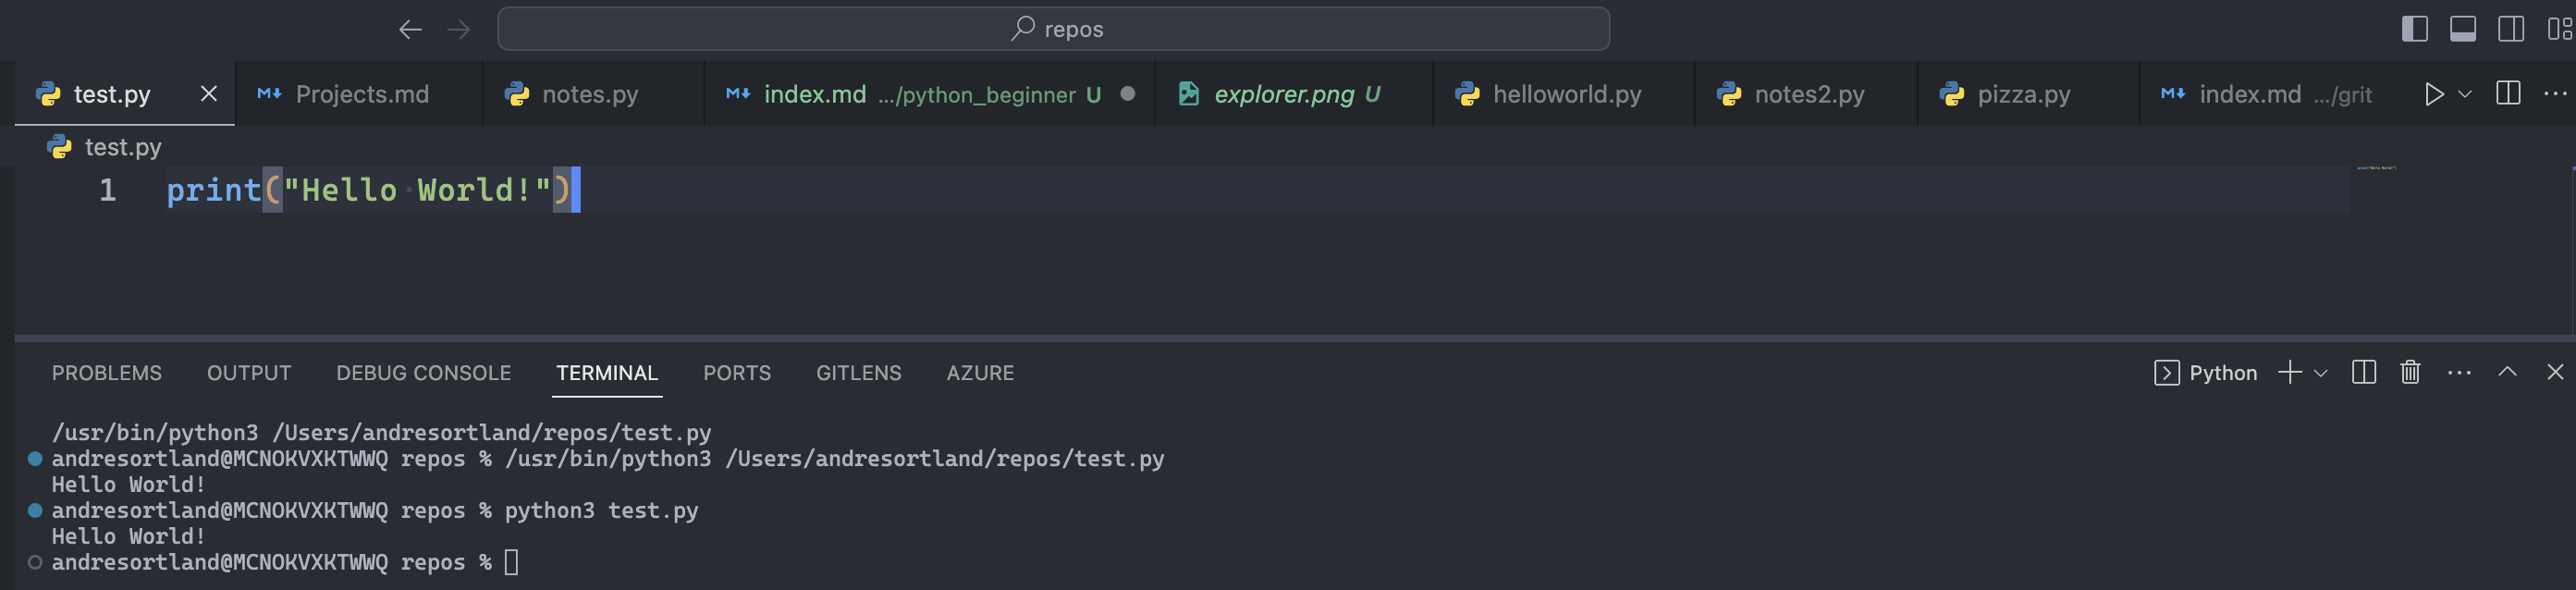 repos
test.py Projects.md notes.py index.md .../python_beginner U explorer.png U helloworld.py notes2.py pizza.py index.md .../grit
test.py
1 print("Hello World!")
PROBLEMS OUTPUT DEBUG CONSOLE TERMINAL PORTS GITLENS AZURE Python
/usr/bin/python3 /Users/andresortland/repos/test.py
andresortland@MCNOKVXKTWWQ repos % /usr/bin/python3 /Users/andresortland/repos/test.py
Hello World!
andresortland@MCNOKVXKTWWQ repos % python3 test.py
Hello World!
andresortland@MCNOKVXKTWWQ repos %